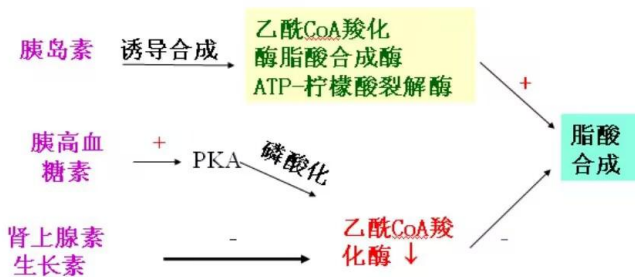 胰岛素
诱导合成
乙酰CoA羧化
酶脂酸合成酶
ATP-柠檬酸裂解酶
+
脂酸
合成
胰高血
糖素
+
PKA
磷酸化
肾上腺素
生长素
-
乙酰CoA羧
化酶↓
-